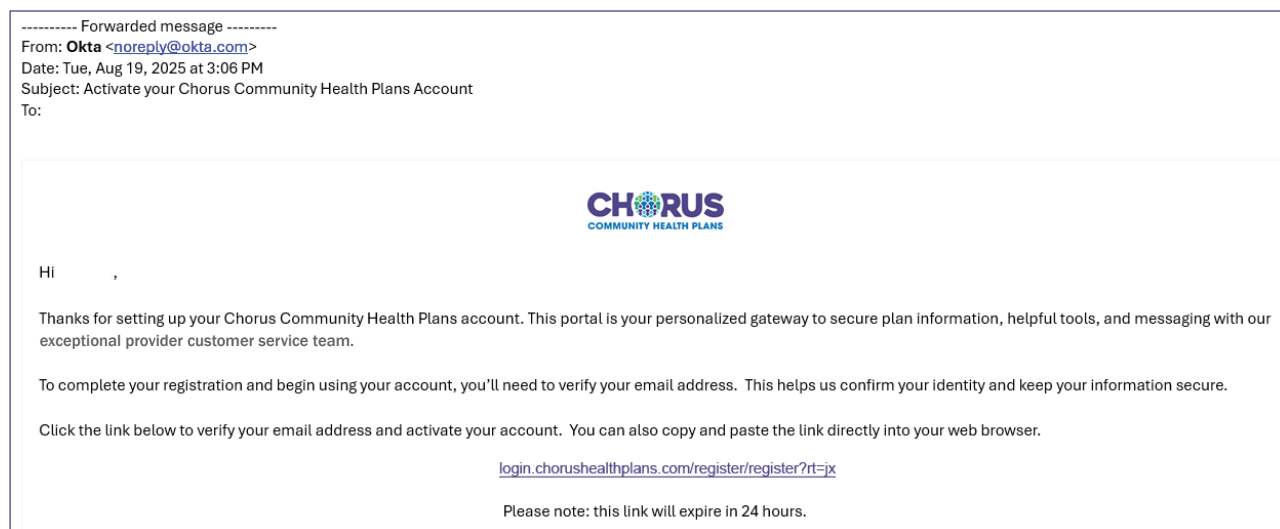 ---------- Forwarded message ---------
From: Okta <noreply@okta.com>
Date: Tue, Aug 19, 2025 at 3:06 PM
Subject: Activate your Chorus Community Health Plans Account
To:
CHORUS
COMMUNITY HEALTH PLANS
Hi ,
Thanks for setting up your Chorus Community Health Plans account. This portal is your personalized gateway to secure plan information, helpful tools, and messaging with our
exceptional provider customer service team.
To complete your registration and begin using your account, you’ll need to verify your email address.  This helps us confirm your identity and keep your information secure.
Click the link below to verify your email address and activate your account.  You can also copy and paste the link directly into your web browser.
login.chorushealthplans.com/register/register?rt=jx
Please note: this link will expire in 24 hours.